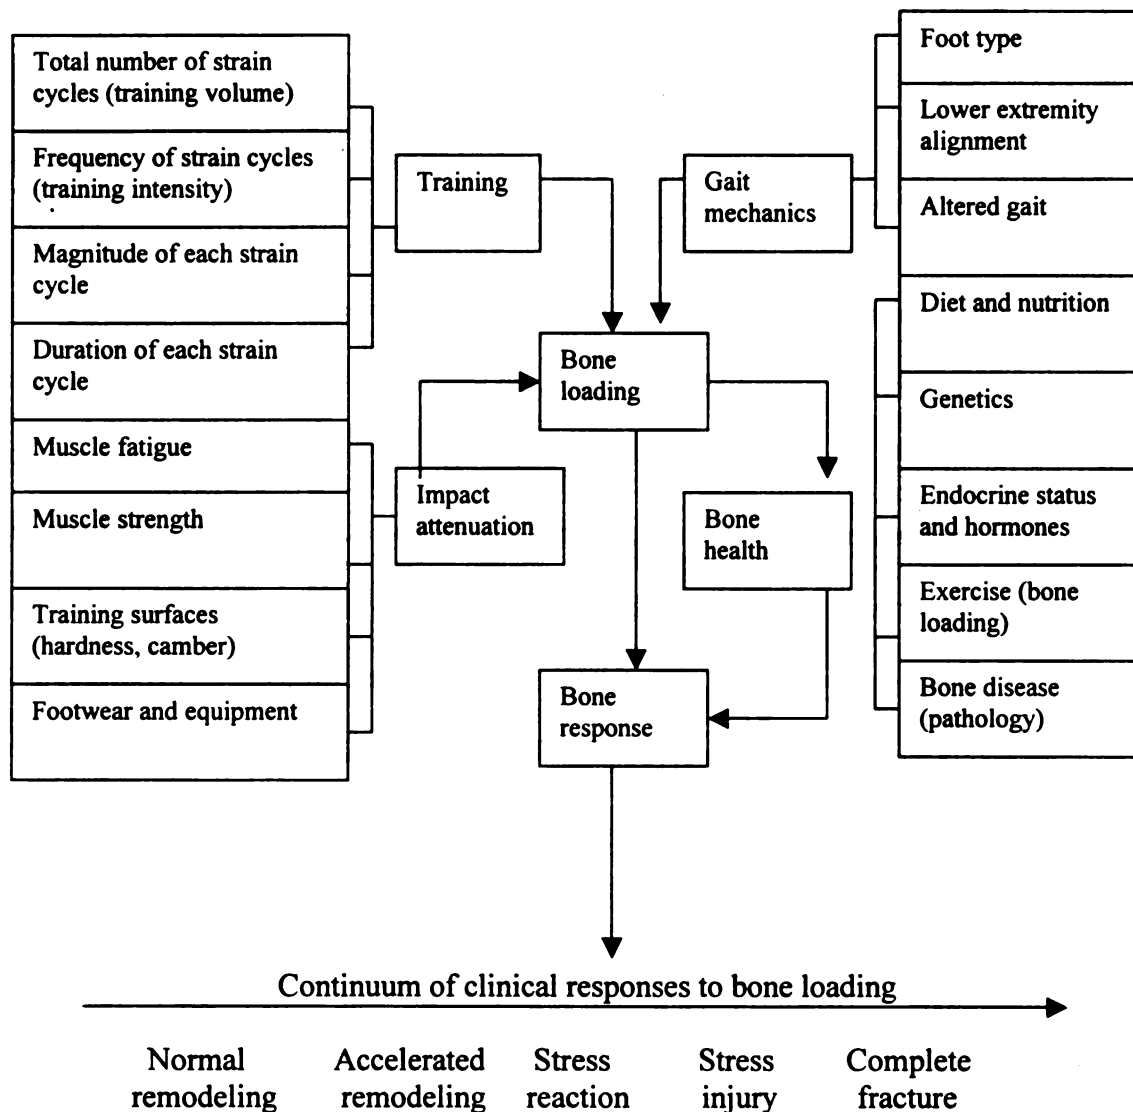 Total number of strain
cycles (training volume)
Frequency of strain cycles
(training intensity)
Magnitude of each strain
cycle
Duration of each strain
cycle
Muscle fatigue
Muscle strength
Training surfaces
(hardness, camber)
Footwear and equipment
Training
Impact
attenuation
Bone
loading
Bone
response
Gait
mechanics
Bone
health
Foot type
Lower extremity
alignment
Altered gait
Diet and nutrition
Genetics
Endocrine status
and hormones
Exercise (bone
loading)
Bone disease
(pathology)
Continuum of clinical responses to bone loading
Normal
remodeling
Accelerated
remodeling
Stress
reaction
Stress
injury
Complete
fracture